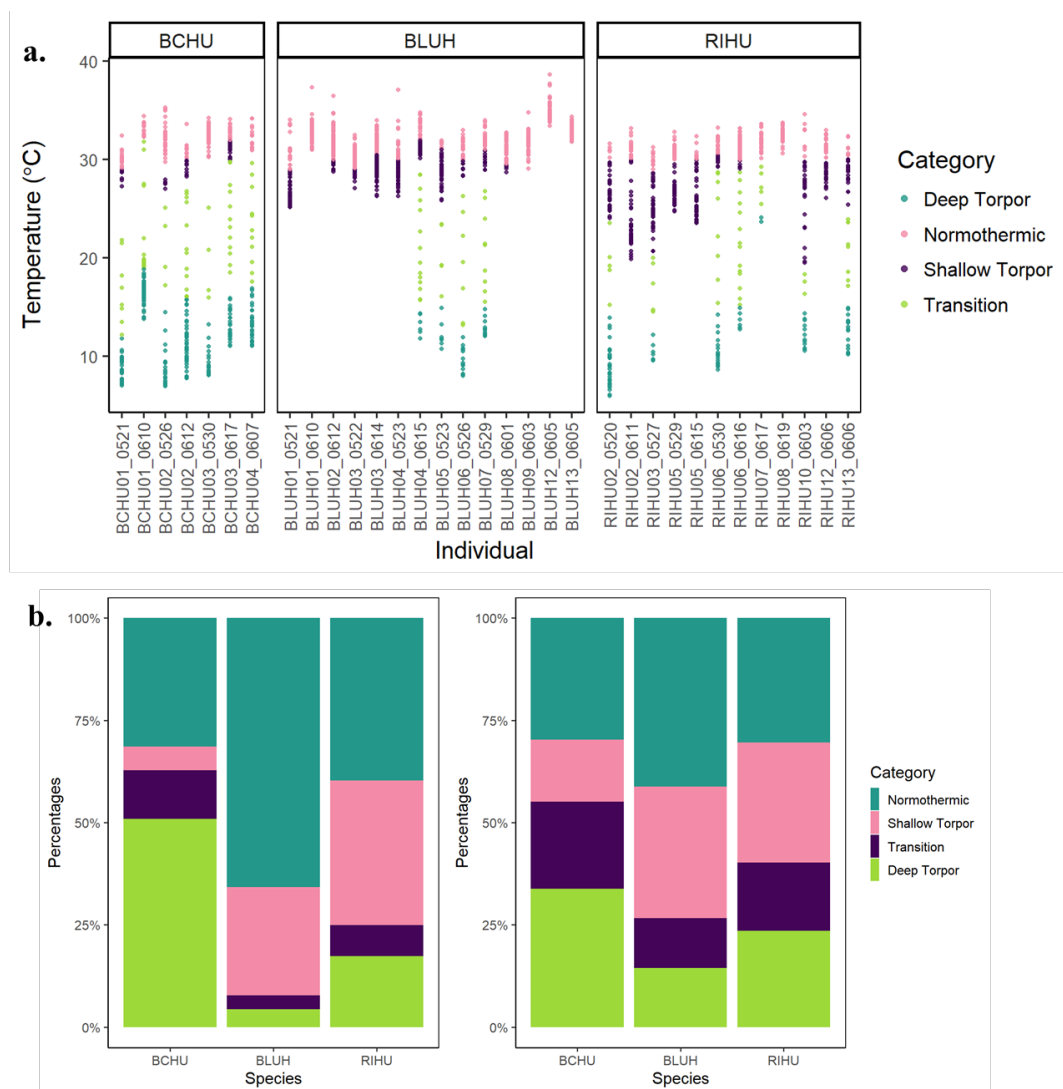 a.
BCHU BLUH RIHU
40
30
20
10
Temperature (°C)
BCHU01_0521 BCHU01_0610 BCHU02_0526 BCHU02_0612 BCHU03_0530 BCHU03_0617 BCHU04_0607 BLUH01_0521 BLUH01_0610 BLUH02_0612 BLUH03_0522 BLUH03_0614 BLUH04_0523 BLUH04_0615 BLUH05_0523 BLUH06_0526 BLUH07_0529 BLUH08_0601 BLUH09_0603 BLUH12_0605 BLUH13_0605 RIHU02_0520 RIHU02_0611 RIHU03_0527 RIHU05_0529 RIHU05_0615 RIHU06_0530 RIHU06_0616 RIHU07_0617 RIHU08_0619 RIHU10_0603 RIHU12_0606 RIHU13_0606
Individual
Category
Deep Torpor
Normothermic
Shallow Torpor
Transition
b.
100%
75%
50%
25%
0%
Percentages
BCHU BLUH RIHU
Species
100%
75%
50%
25%
0%
Percentages
BCHU BLUH RIHU
Species
Category
Normothermic
Shallow Torpor
Transition
Deep Torpor